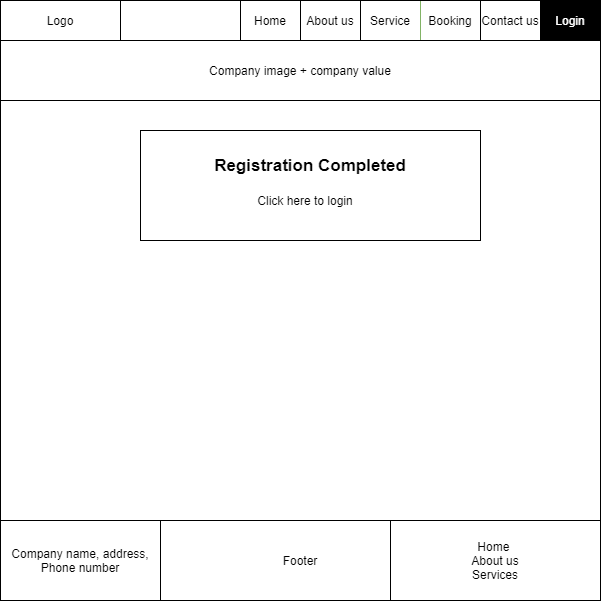 Logo
Home
About us
Service
Booking
Contact us
Login
Company image + company value
Registration Completed
Click here to login
Company name, address,
Phone number
Footer
Home
About us
Services